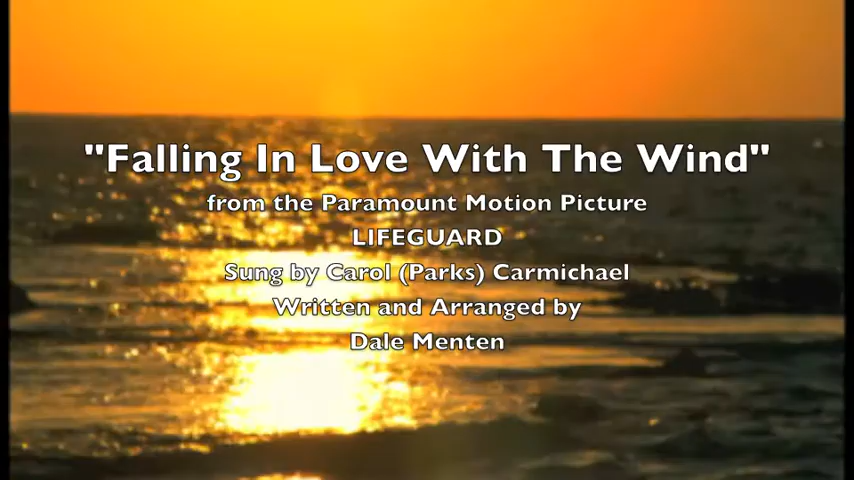 "Falling In Love With The Wind"
from the Paramount Motion Picture
LIFEGUARD
Sung by Carol (Parks) Carmichael
Written and Arranged by
Dale Menten